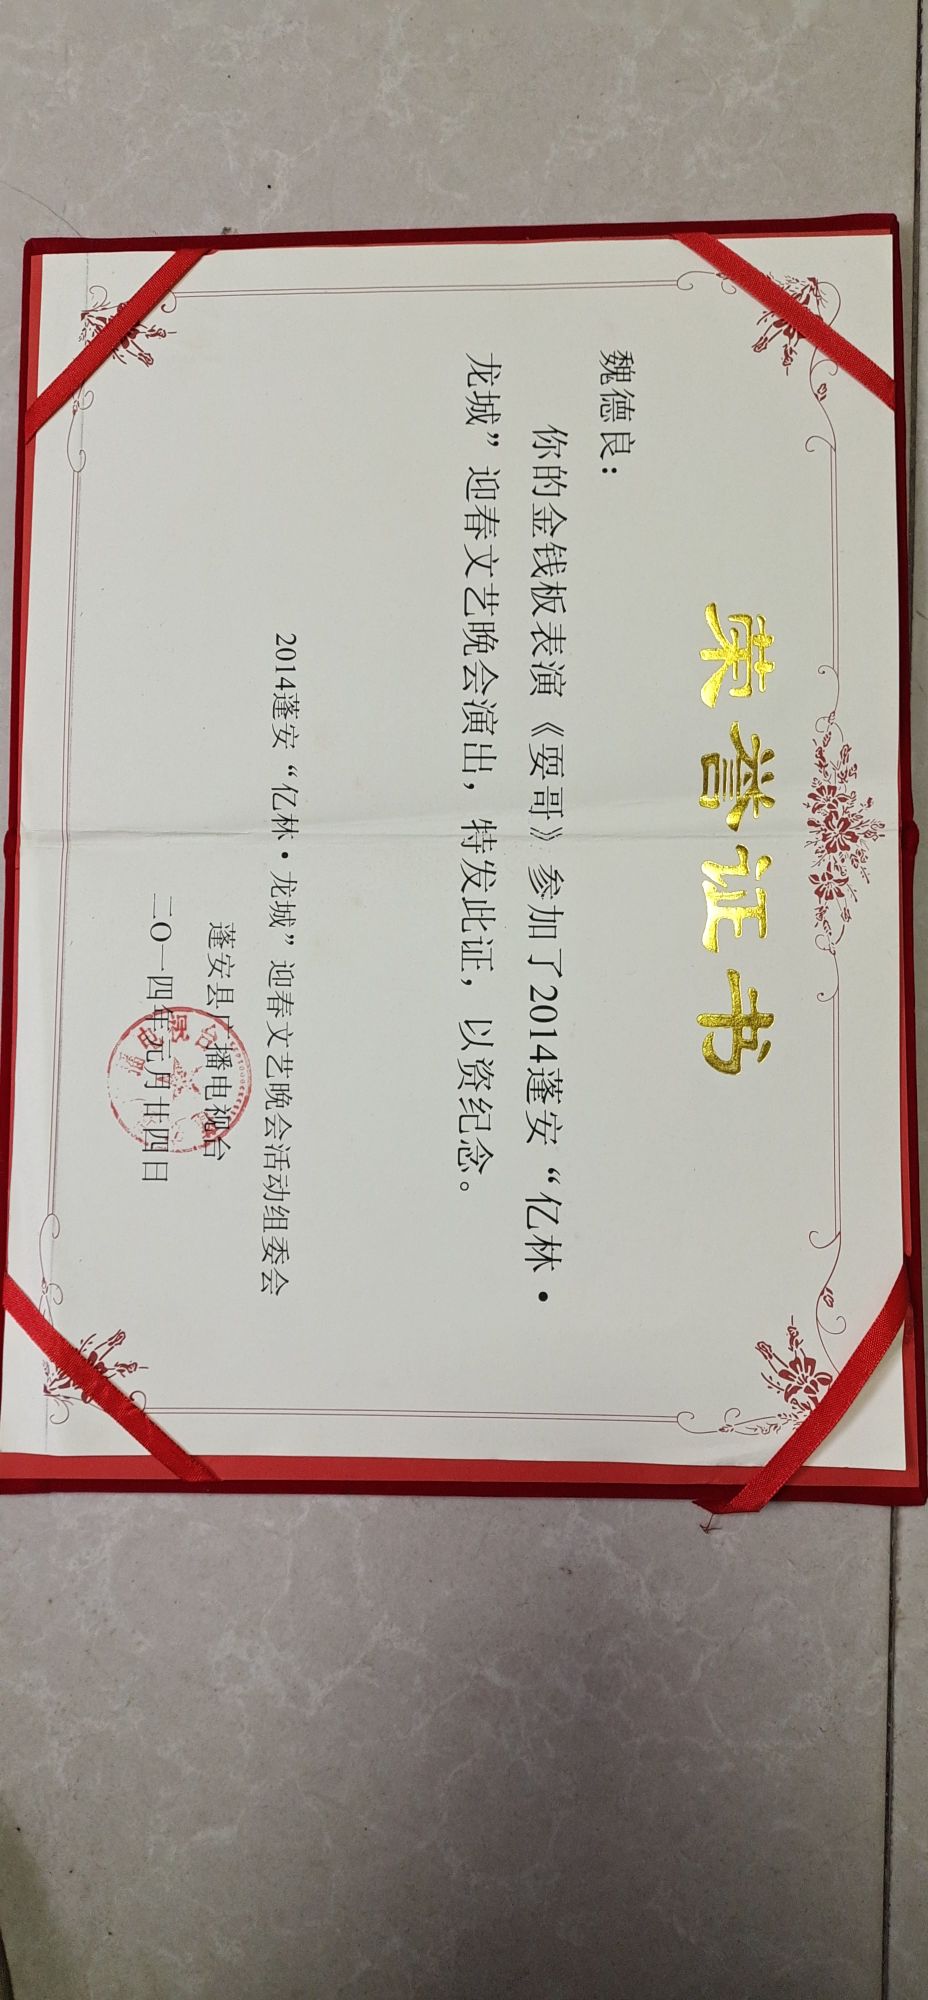 荣誉证书
魏德良：
你的金钱板表演《耍哥》参加了2014蓬安“亿林·
龙城”迎春文艺晚会演出，特发此证，以资纪念。
2014蓬安“亿林·龙城”迎春文艺晚会活动组委会
蓬安县广播电视台
二O一四年元月廿四日